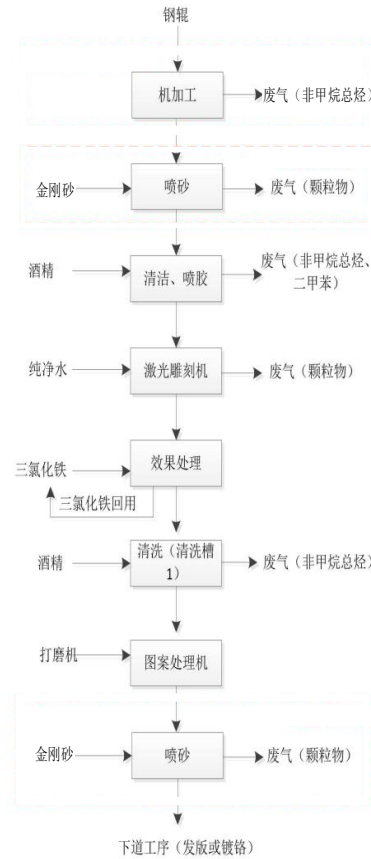 钢辊
机加工
废气（非甲烷总烃）
金刚砂
喷砂
废气（颗粒物）
酒精
清洁、喷胶
废气（非甲烷总烃、
二甲苯）
纯净水
激光雕刻机
废气（颗粒物）
三氯化铁
效果处理
三氯化铁回用
酒精
清洗（清洗槽
1）
废气（非甲烷总烃）
打磨机
图案处理机
金刚砂
喷砂
废气（颗粒物）
下道工序（发版或镀铬）